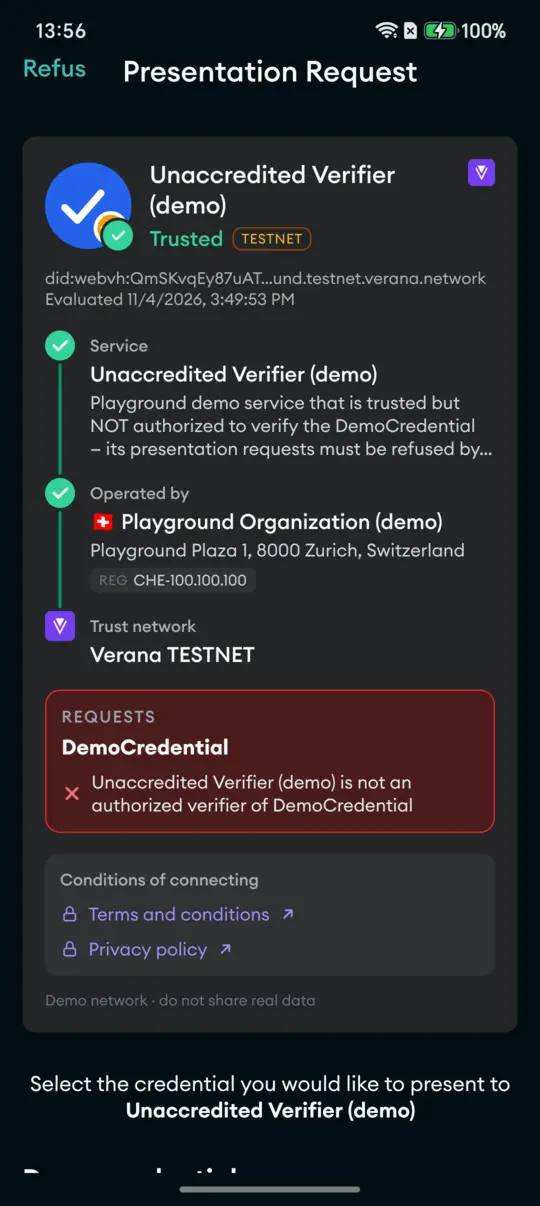 13:56
100%
Refus
Presentation Request
Unaccredited Verifier
(demo)
Trusted
TESTNET
did:webvh:QmSKvqEy87uAT...und.testnet.verana.network
Evaluated 11/4/2026, 3:49:53 PM
Service
Unaccredited Verifier (demo)
Playground demo service that is trusted but
NOT authorized to verify the DemoCredential
– its presentation requests must be refused by...
Operated by
Playground Organization (demo)
Playground Plaza 1, 8000 Zurich, Switzerland
REG CHE-100.100.100
Trust network
Verana TESTNET
REQUESTS
DemoCredential
Unaccredited Verifier (demo) is not an
authorized verifier of DemoCredential
Conditions of connecting
Terms and conditions ↗
Privacy policy ↗
Demo network · do not share real data
Select the credential you would like to present to
Unaccredited Verifier (demo)